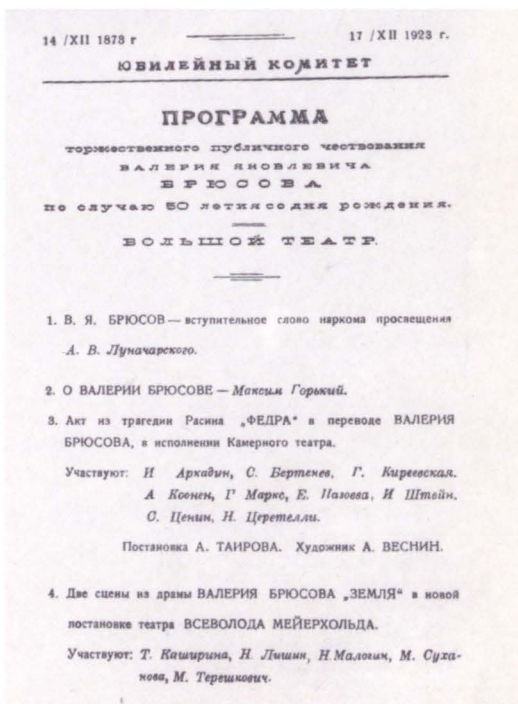 14 /XII 1873 г
17 /XII 1923 г.
ЮБИЛЕЙНЫЙ КОМИТЕТ
ПРОГРАММА
торжественного публичного чествования
ВАЛЕРИЯ ЯКОВЛЕВИЧА
БРЮСОВА
по случаю 50 летия со дня рождения.
БОЛЬШОЙ ТЕАТР.
1. В. Я. БРЮСОВ — вступительное слово наркома просвещения
А. В. Луначарского.
2. О ВАЛЕРИИ БРЮСОВЕ — Максим Горький.
3. Акт из трагедии Расина „ФЕДРА“ в переводе ВАЛЕРИЯ
БРЮСОВА, в исполнении Камерного театра.
Участвуют: И Аркадин, С. Бертенев, Г. Киреевская.
А Коонен, Г Маркс, Е. Позоева, И Штейн.
С. Ценин, Н. Церетелли.
Постановка А. ТАИРОВА. Художник А. ВЕСНИН.
4. Две сцены из драмы ВАЛЕРИЯ БРЮСОВА „ЗЕМЛЯ“ в новой
постановке театра ВСЕВОЛОДА МЕЙЕРХОЛЬДА.
Участвуют: Т. Каширина, Н. Лишин, Н. Малогин, М. Суха-
нова, М. Терешкович.